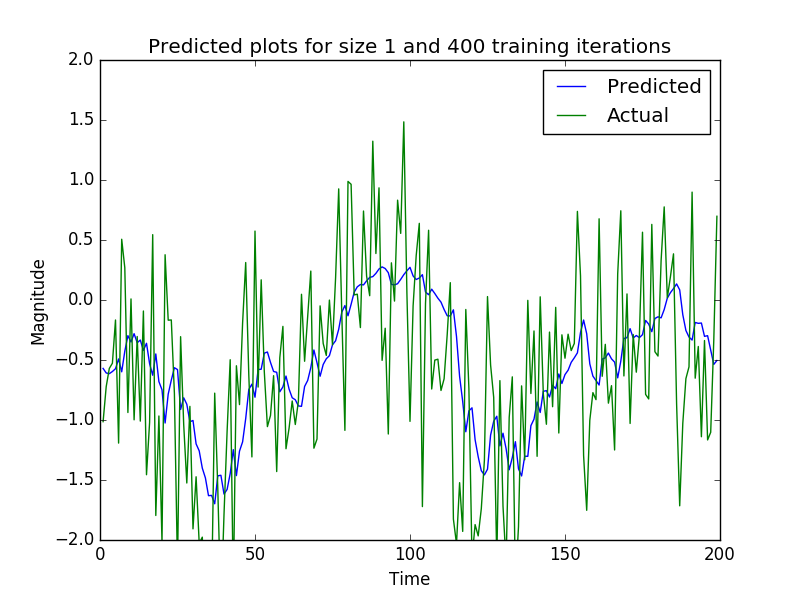 Predicted plots for size 1 and 400 training iterations
2.0
1.5
1.0
0.5
0.0
−0.5
−1.0
−1.5
−2.0
Magnitude
Predicted
Actual
0 50 100 150 200
Time